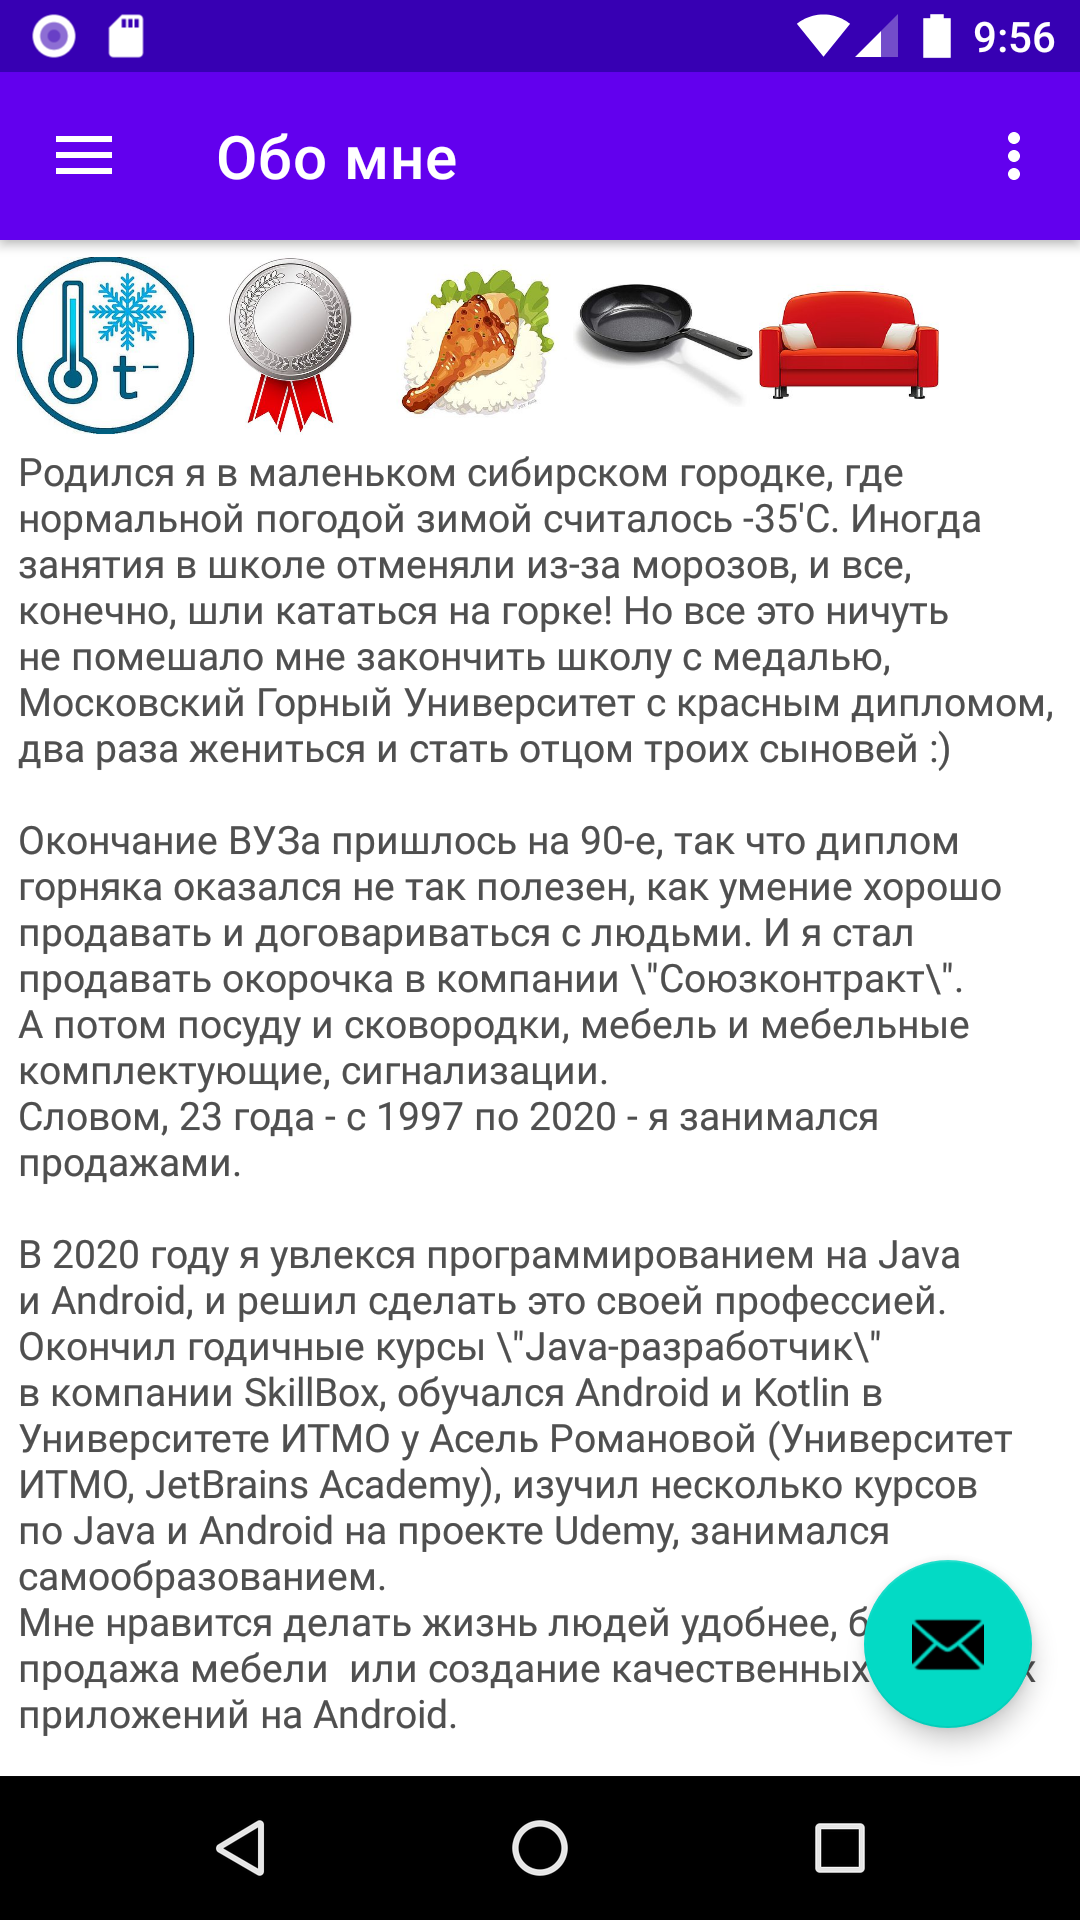 9:56
Обо мне
t–
Родился я в маленьком сибирском городке, где
нормальной погодой зимой считалось -35'С. Иногда
занятия в школе отменяли из-за морозов, и все,
конечно, шли кататься на горке! Но все это ничуть
не помешало мне закончить школу с медалью,
Московский Горный Университет с красным дипломом,
два раза жениться и стать отцом троих сыновей :)
Окончание ВУЗа пришлось на 90-е, так что диплом
горняка оказался не так полезен, как умение хорошо
продавать и договариваться с людьми. И я стал
продавать окорочка в компании \"Союзконтракт\".
А потом посуду и сковородки, мебель и мебельные
комплектующие, сигнализации.
Словом, 23 года - с 1997 по 2020 - я занимался
продажами.
В 2020 году я увлекся программированием на Java
и Android, и решил сделать это своей профессией.
Окончил годичные курсы \"Java-разработчик\"
в компании SkillBox, обучался Android и Kotlin в
Университете ИТМО у Асель Романовой (Университет
ИТМО, JetBrains Academy), изучил несколько курсов
по Java и Android на проекте Udemy, занимался
самообразованием.
Мне нравится делать жизнь людей удобнее,
продажа мебели  или создание качественных
приложений на Android.